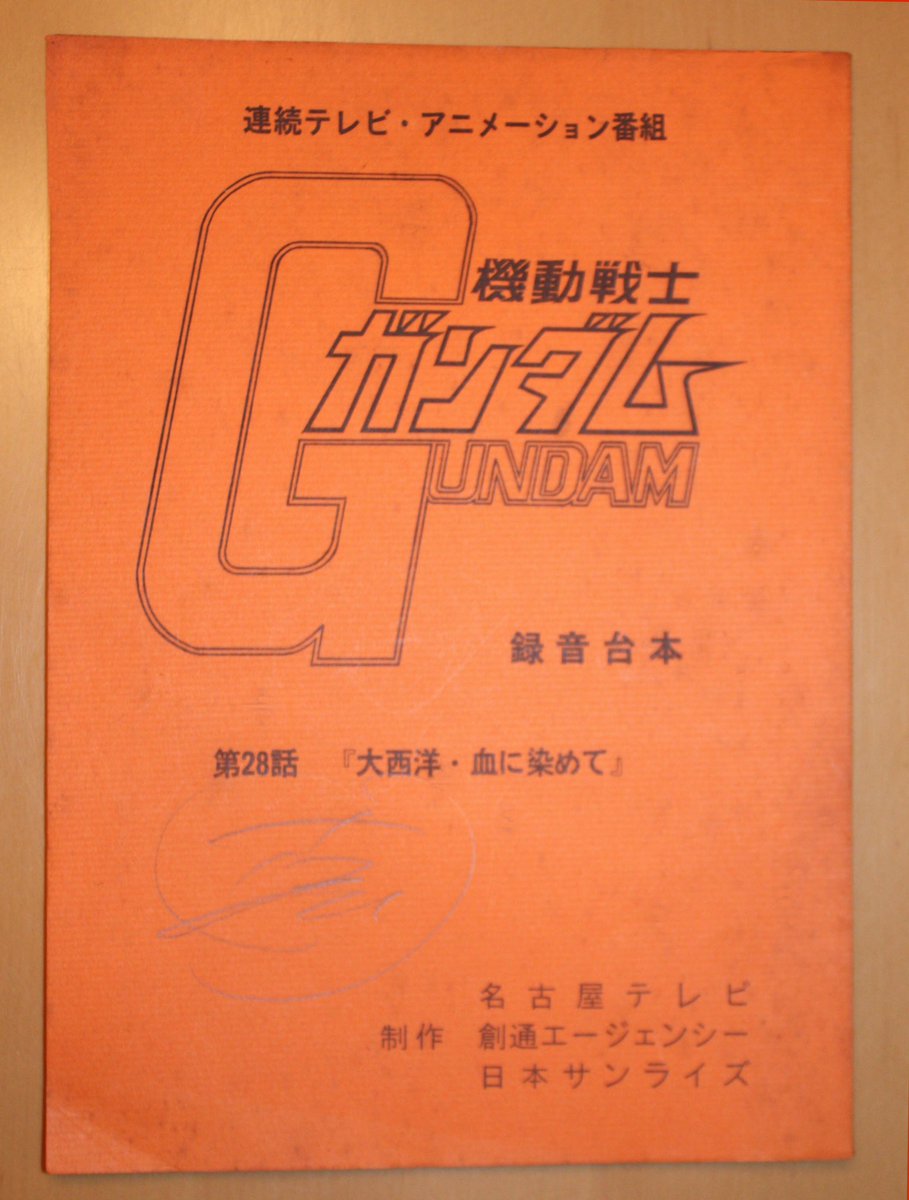 連続テレビ・アニメーション番組
機動戦士
ガンダム
GUNDAM
録音台本
第28話 『大西洋・血に染めて』
名古屋テレビ
制作 創通エージェンシー
日本サンライズ